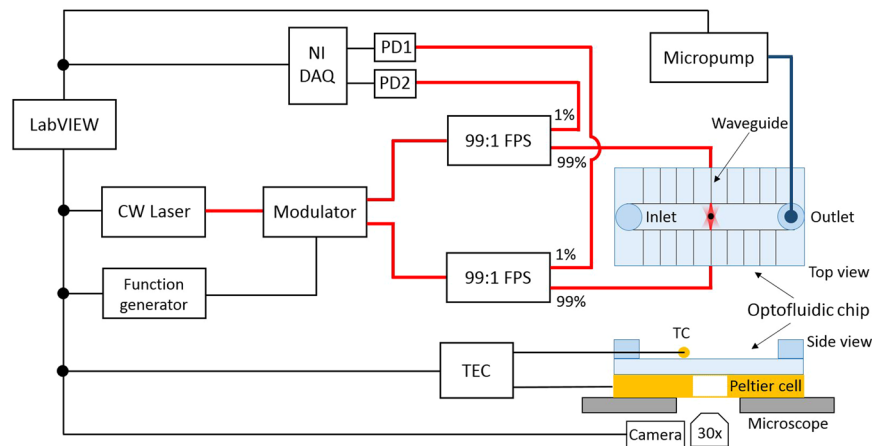 NI
DAQ
PD1
PD2
Micropump
LabVIEW
99:1 FPS
1%
99%
Waveguide
CW Laser
Modulator
Inlet
Outlet
Function
generator
99:1 FPS
1%
99%
Top view
Optofluidic chip
TC
Side view
TEC
Peltier cell
Microscope
Camera
30x